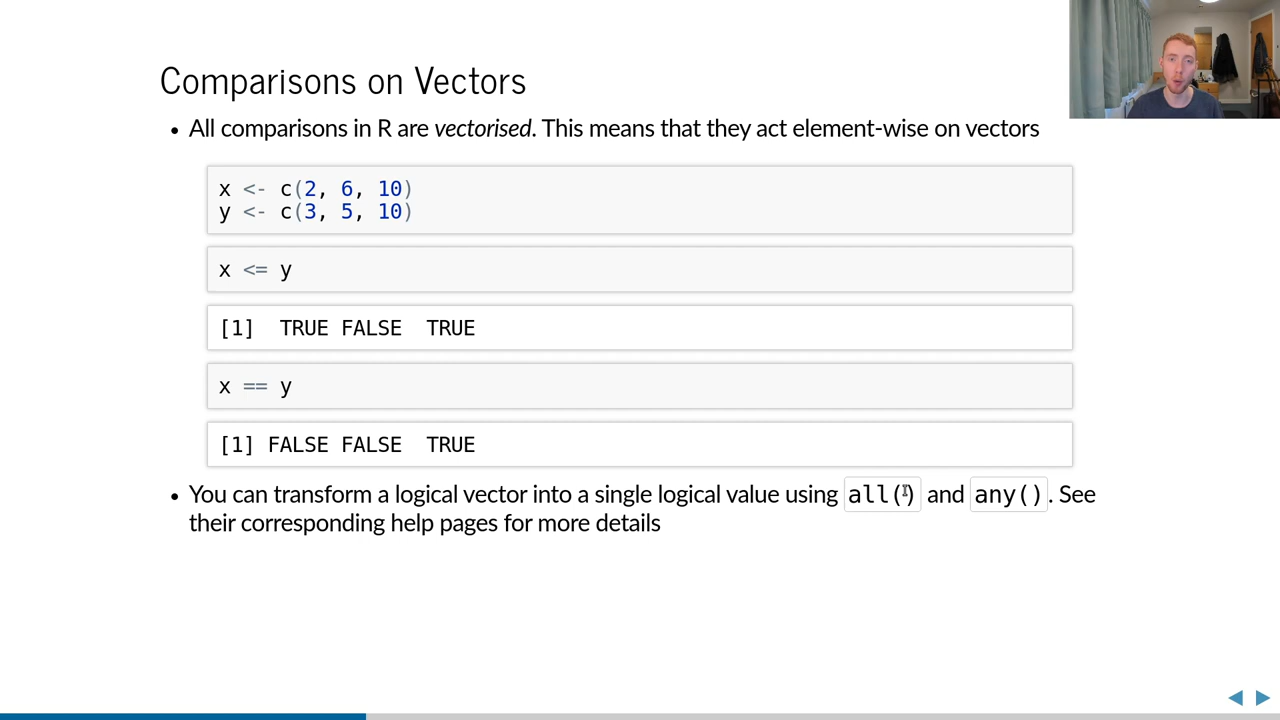 Comparisons on Vectors
• All comparisons in R are vectorised. This means that they act element-wise on vectors
x <- c(2, 6, 10)
y <- c(3, 5, 10)
x <= y
[1]  TRUE FALSE  TRUE
x == y
[1] FALSE FALSE  TRUE
• You can transform a logical vector into a single logical value using all() and any(). See
their corresponding help pages for more details